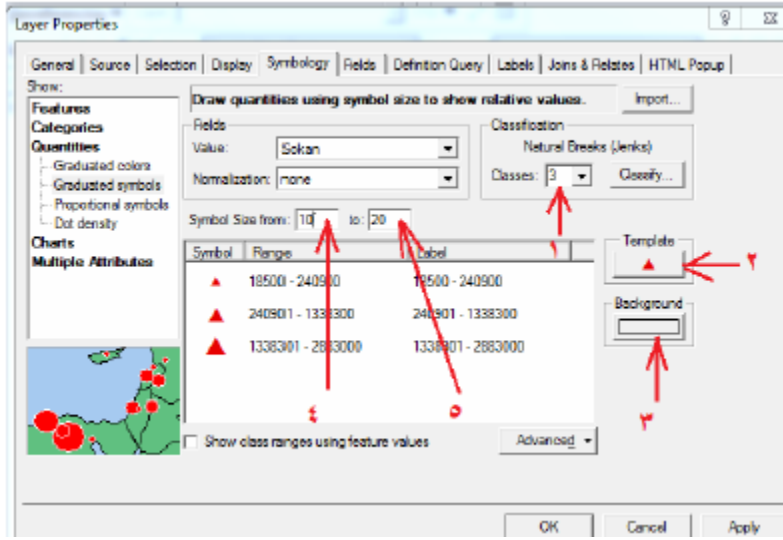 Layer Properties
General Source Selection Display Symbology Fields Definition Query Labels Joins & Relates HTML Popup
Show:
Features
Categories
Quantities
Graduated colors
Graduated symbols
Proportional symbols
Dot density
Charts
Multiple Attributes
Draw quantities using symbol size to show relative values.
Import...
Fields
Value: Sokan
Normalization: none
Classification
Natural Breaks (Jenks)
Classes: 3
Classify...
Symbol Size from: 10 to: 20
١
Symbol Range Label
18500 - 240900 18500 - 240900
240901 - 1338300 240901 - 1338300
1338301 - 2883000 1338301 - 2883000
Template
٢
Background
٣
٤
٥
Show class ranges using feature values
Advanced
OK Cancel Apply